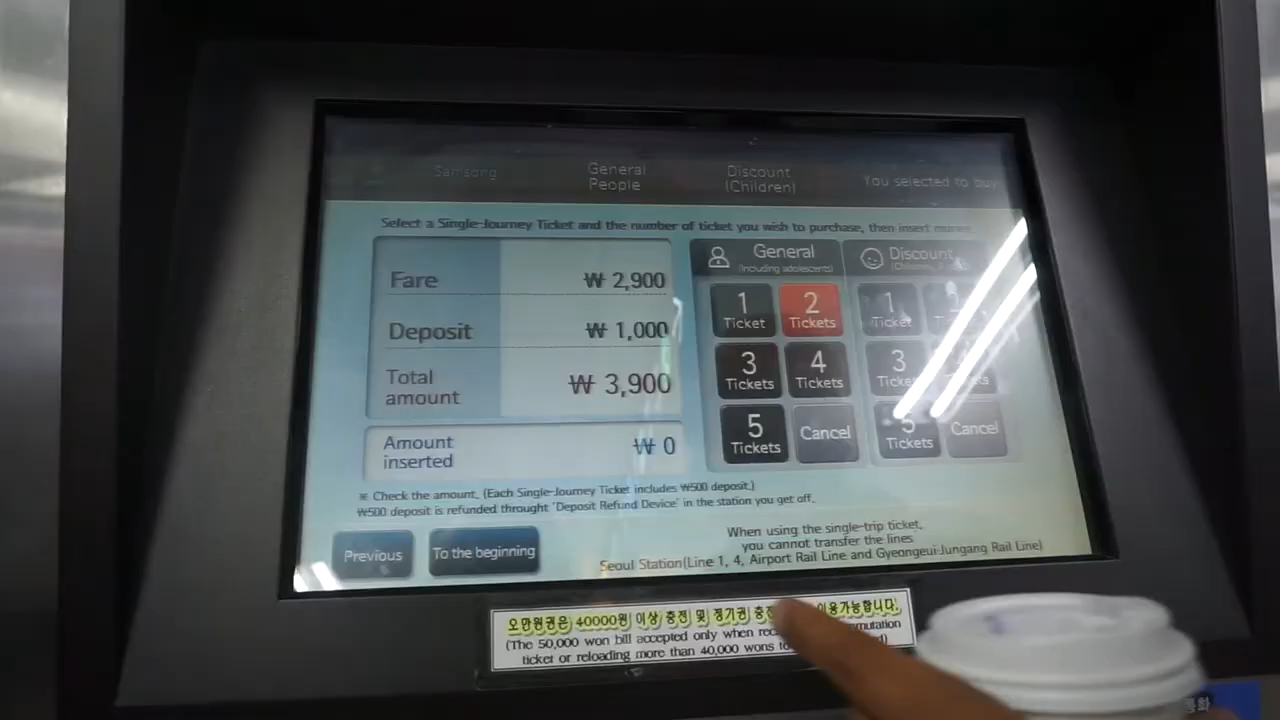 Samsong
General
People
Discount
(Children)
You selected to buy
Select a Single-Journey Ticket and the number of ticket you wish to purchase, then insert money
Fare ₩ 2,900
Deposit ₩ 1,000
Total
amount
₩ 3,900
Amount
inserted
₩ 0
General
(Including adolescents)
Discount
(Children,
1
Ticket
2
Tickets
3
Tickets
4
Tickets
5
Tickets
Cancel
1
Ticket
2
3
5
Tickets
Cancel
※ Check the amount. (Each Single-Journey Ticket includes ₩500 deposit.)
₩500 deposit is refunded throught 'Deposit Refund Device' in the station you get off.
Previous
To the beginning
When using the single-trip ticket,
you cannot transfer the lines
Seoul Station(Line 1, 4, Airport Rail Line and Gyeongeui-Jungang Rail Line)
오만원권은 40000원 이상 충전 및 정기권 이용가능합니다.
(The 50,000 won bill accepted only when
ticket or reloading more than 40,000 wons
통화